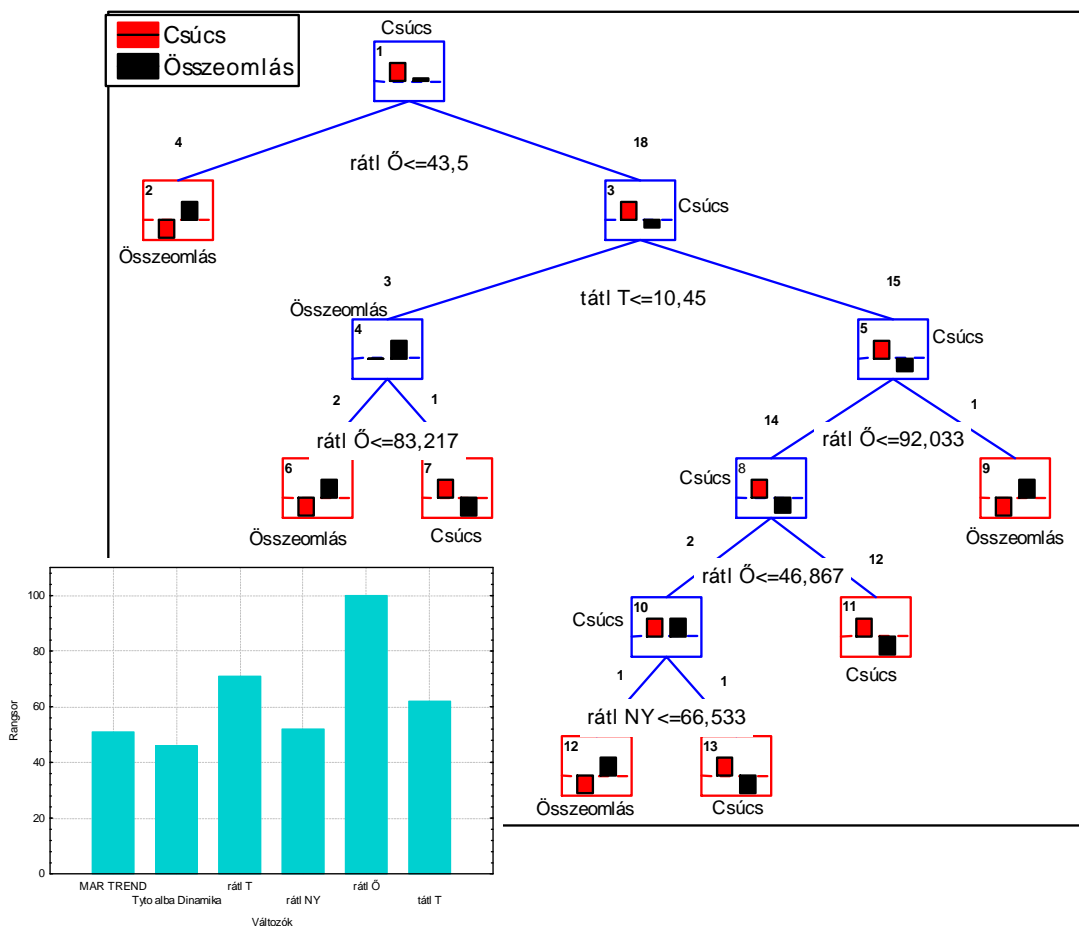 Csúcs
Összeomlás
Csúcs
1
4
rátl Ő<=43,5
18
2
Összeomlás
3
Csúcs
3
tátl T<=10,45
15
Összeomlás
4
5
Csúcs
2
1
rátl Ő<=83,217
14
1
rátl Ő<=92,033
6
Összeomlás
7
Csúcs
Csúcs
8
9
Összeomlás
2
rátl Ő<=46,867
12
Csúcs
10
11
Csúcs
1
1
rátl NY<=66,533
12
Összeomlás
13
Csúcs
100
80
60
40
20
0
Rangsor
MAR TREND
Tyto alba Dinamika
rátl T
rátl NY
rátl Ő
tátl T
Változók